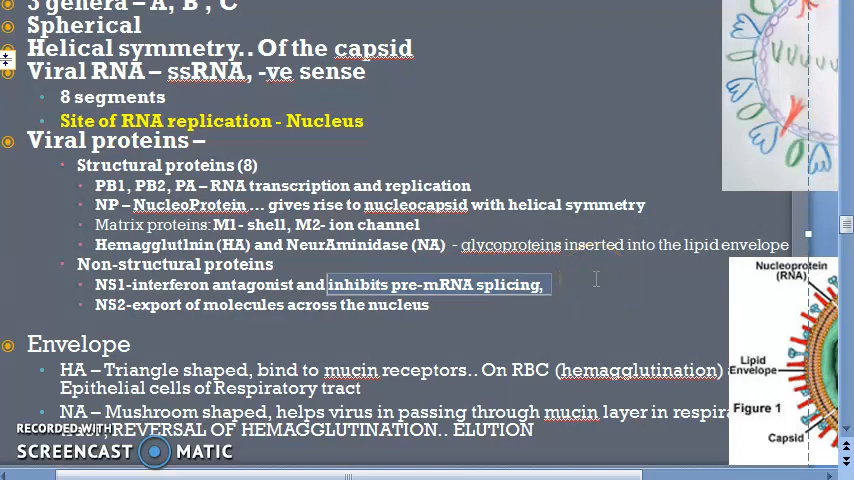 3 genera – A, B , C
Spherical
Helical symmetry.. Of the capsid
Viral RNA – ssRNA, -ve sense
8 segments
Site of RNA replication - Nucleus
Viral proteins –
Structural proteins (8)
PB1, PB2, PA – RNA transcription and replication
NP – NucleoProtein... gives rise to nucleocapsid with helical symmetry
Matrix proteins: M1- shell, M2- ion channel
HemagglutInin (HA) and NeurAminidase (NA) - glycoproteins inserted into the lipid envelope
Non-structural proteins
NS1-interferon antagonist and inhibits pre-mRNA splicing,
NS2-export of molecules across the nucleus
Envelope
HA – Triangle shaped, bind to mucin receptors.. On RBC (hemagglutination)
Epithelial cells of Respiratory tract
NA – Mushroom shaped, helps virus in passing through mucin layer in respira
REVERSAL OF HEMAGGLUTINATION.. ELUTION
Nucleoprotein
(RNA)
Lipid
Envelope
Figure 1
Capsid
RECORDED WITH
SCREENCAST MATIC